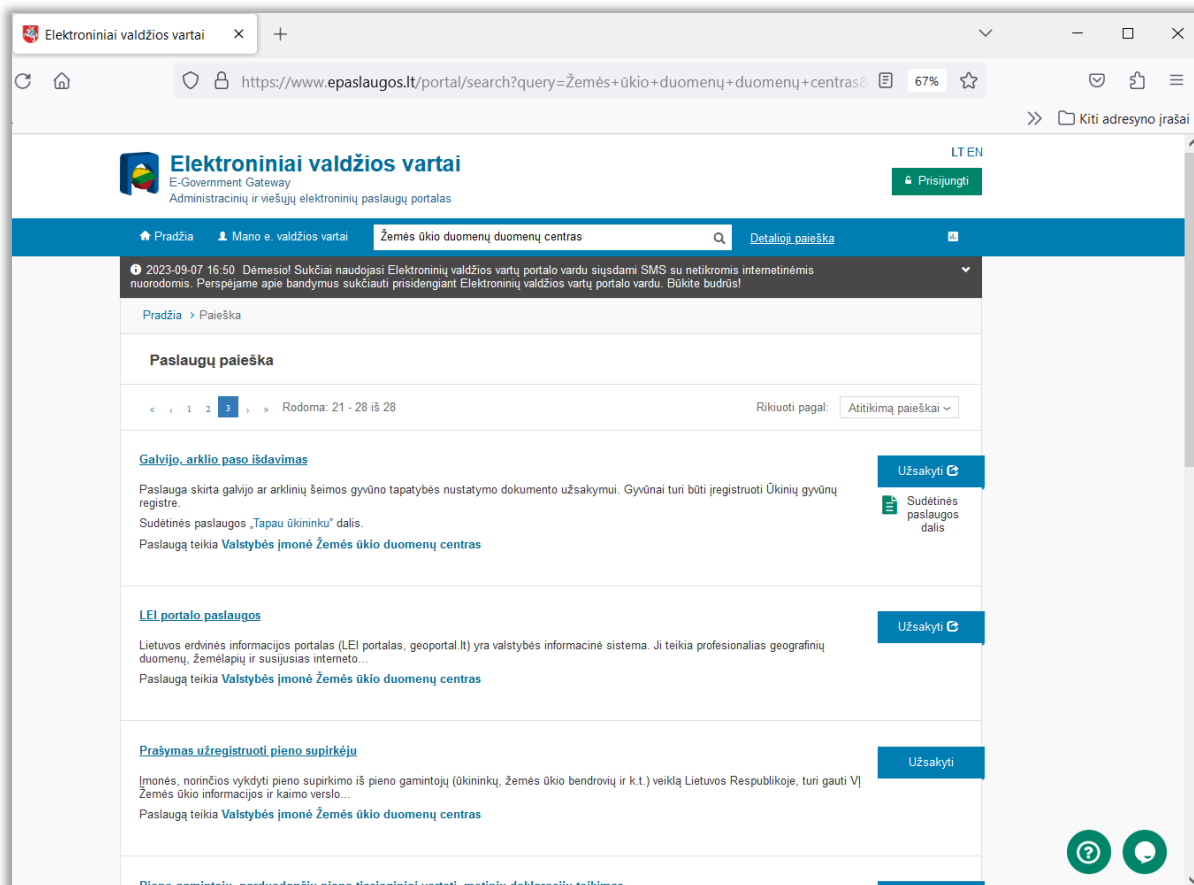 Elektroniniai valdžios vartai
https://www.epaslaugos.lt/portal/search?query=Žemės+ūkio+duomenų+duomenų+centras&
67%
Kiti adresyno įrašai
LT EN
Elektroniniai valdžios vartai
E-Government Gateway
Administracinių ir viešųjų elektroninių paslaugų portalas
Prisijungti
Pradžia Mano e. valdžios vartai Žemės ūkio duomenų duomenų centras Detalioji paieška
2023-09-07 16:50 Dėmesio! Sukčiai naudojasi Elektroninių valdžios vartų portalo vardu siųsdami SMS su netikromis internetinėmis
nuorodomis. Perspėjame apie bandymus sukčiauti prisidengiant Elektroninių valdžios vartų portalo vardu. Būkite budrūs!
Pradžia > Paieška
Paslaugų paieška
« ‹ 1 2 3 › » Rodoma: 21 - 28 iš 28 Rikiuoti pagal: Atitikimą paieškai
Galvijo, arklio paso išdavimas
Užsakyti
Paslauga skirta galvijo ar arklinių šeimos gyvūno tapatybės nustatymo dokumento užsakymui. Gyvūnai turi būti įregistruoti Ūkinių gyvūnų
registre.
Sudėtinės paslaugos „Tapau ūkininku" dalis.
Paslaugą teikia Valstybės įmonė Žemės ūkio duomenų centras
Sudėtinės
paslaugos
dalis
LEI portalo paslaugos
Užsakyti
Lietuvos erdvinės informacijos portalas (LEI portalas, geoportal.lt) yra valstybės informacinė sistema. Ji teikia profesionalias geografinių
duomenų, žemėlapių ir susijusias interneto…
Paslaugą teikia Valstybės įmonė Žemės ūkio duomenų centras
Prašymas užregistruoti pieno supirkėju
Užsakyti
Įmonės, norinčios vykdyti pieno supirkimo iš pieno gamintojų (ūkininkų, žemės ūkio bendrovių ir k.t.) veiklą Lietuvos Respublikoje, turi gauti VĮ
Žemės ūkio informacijos ir kaimo verslo…
Paslaugą teikia Valstybės įmonė Žemės ūkio duomenų centras